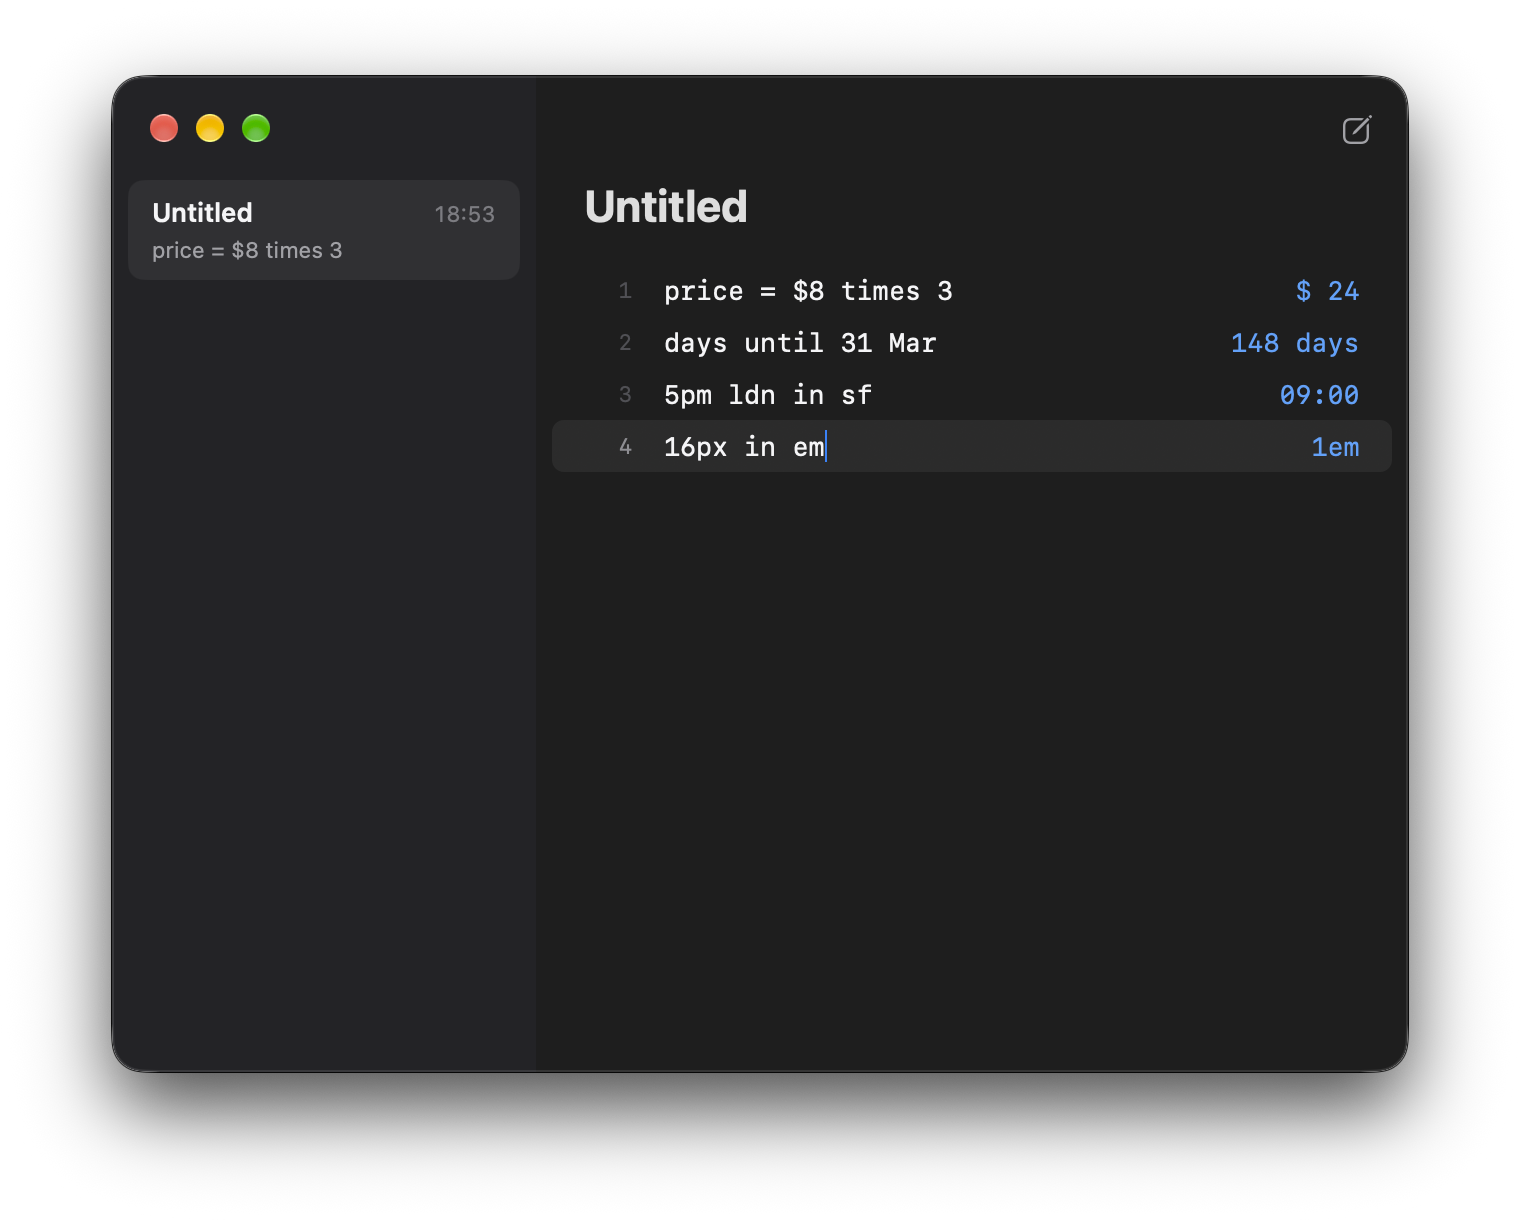 Untitled 18:53
price = $8 times 3
Untitled
1 price = $8 times 3 $ 24
2 days until 31 Mar 148 days
3 5pm ldn in sf 09:00
4 16px in em 1em